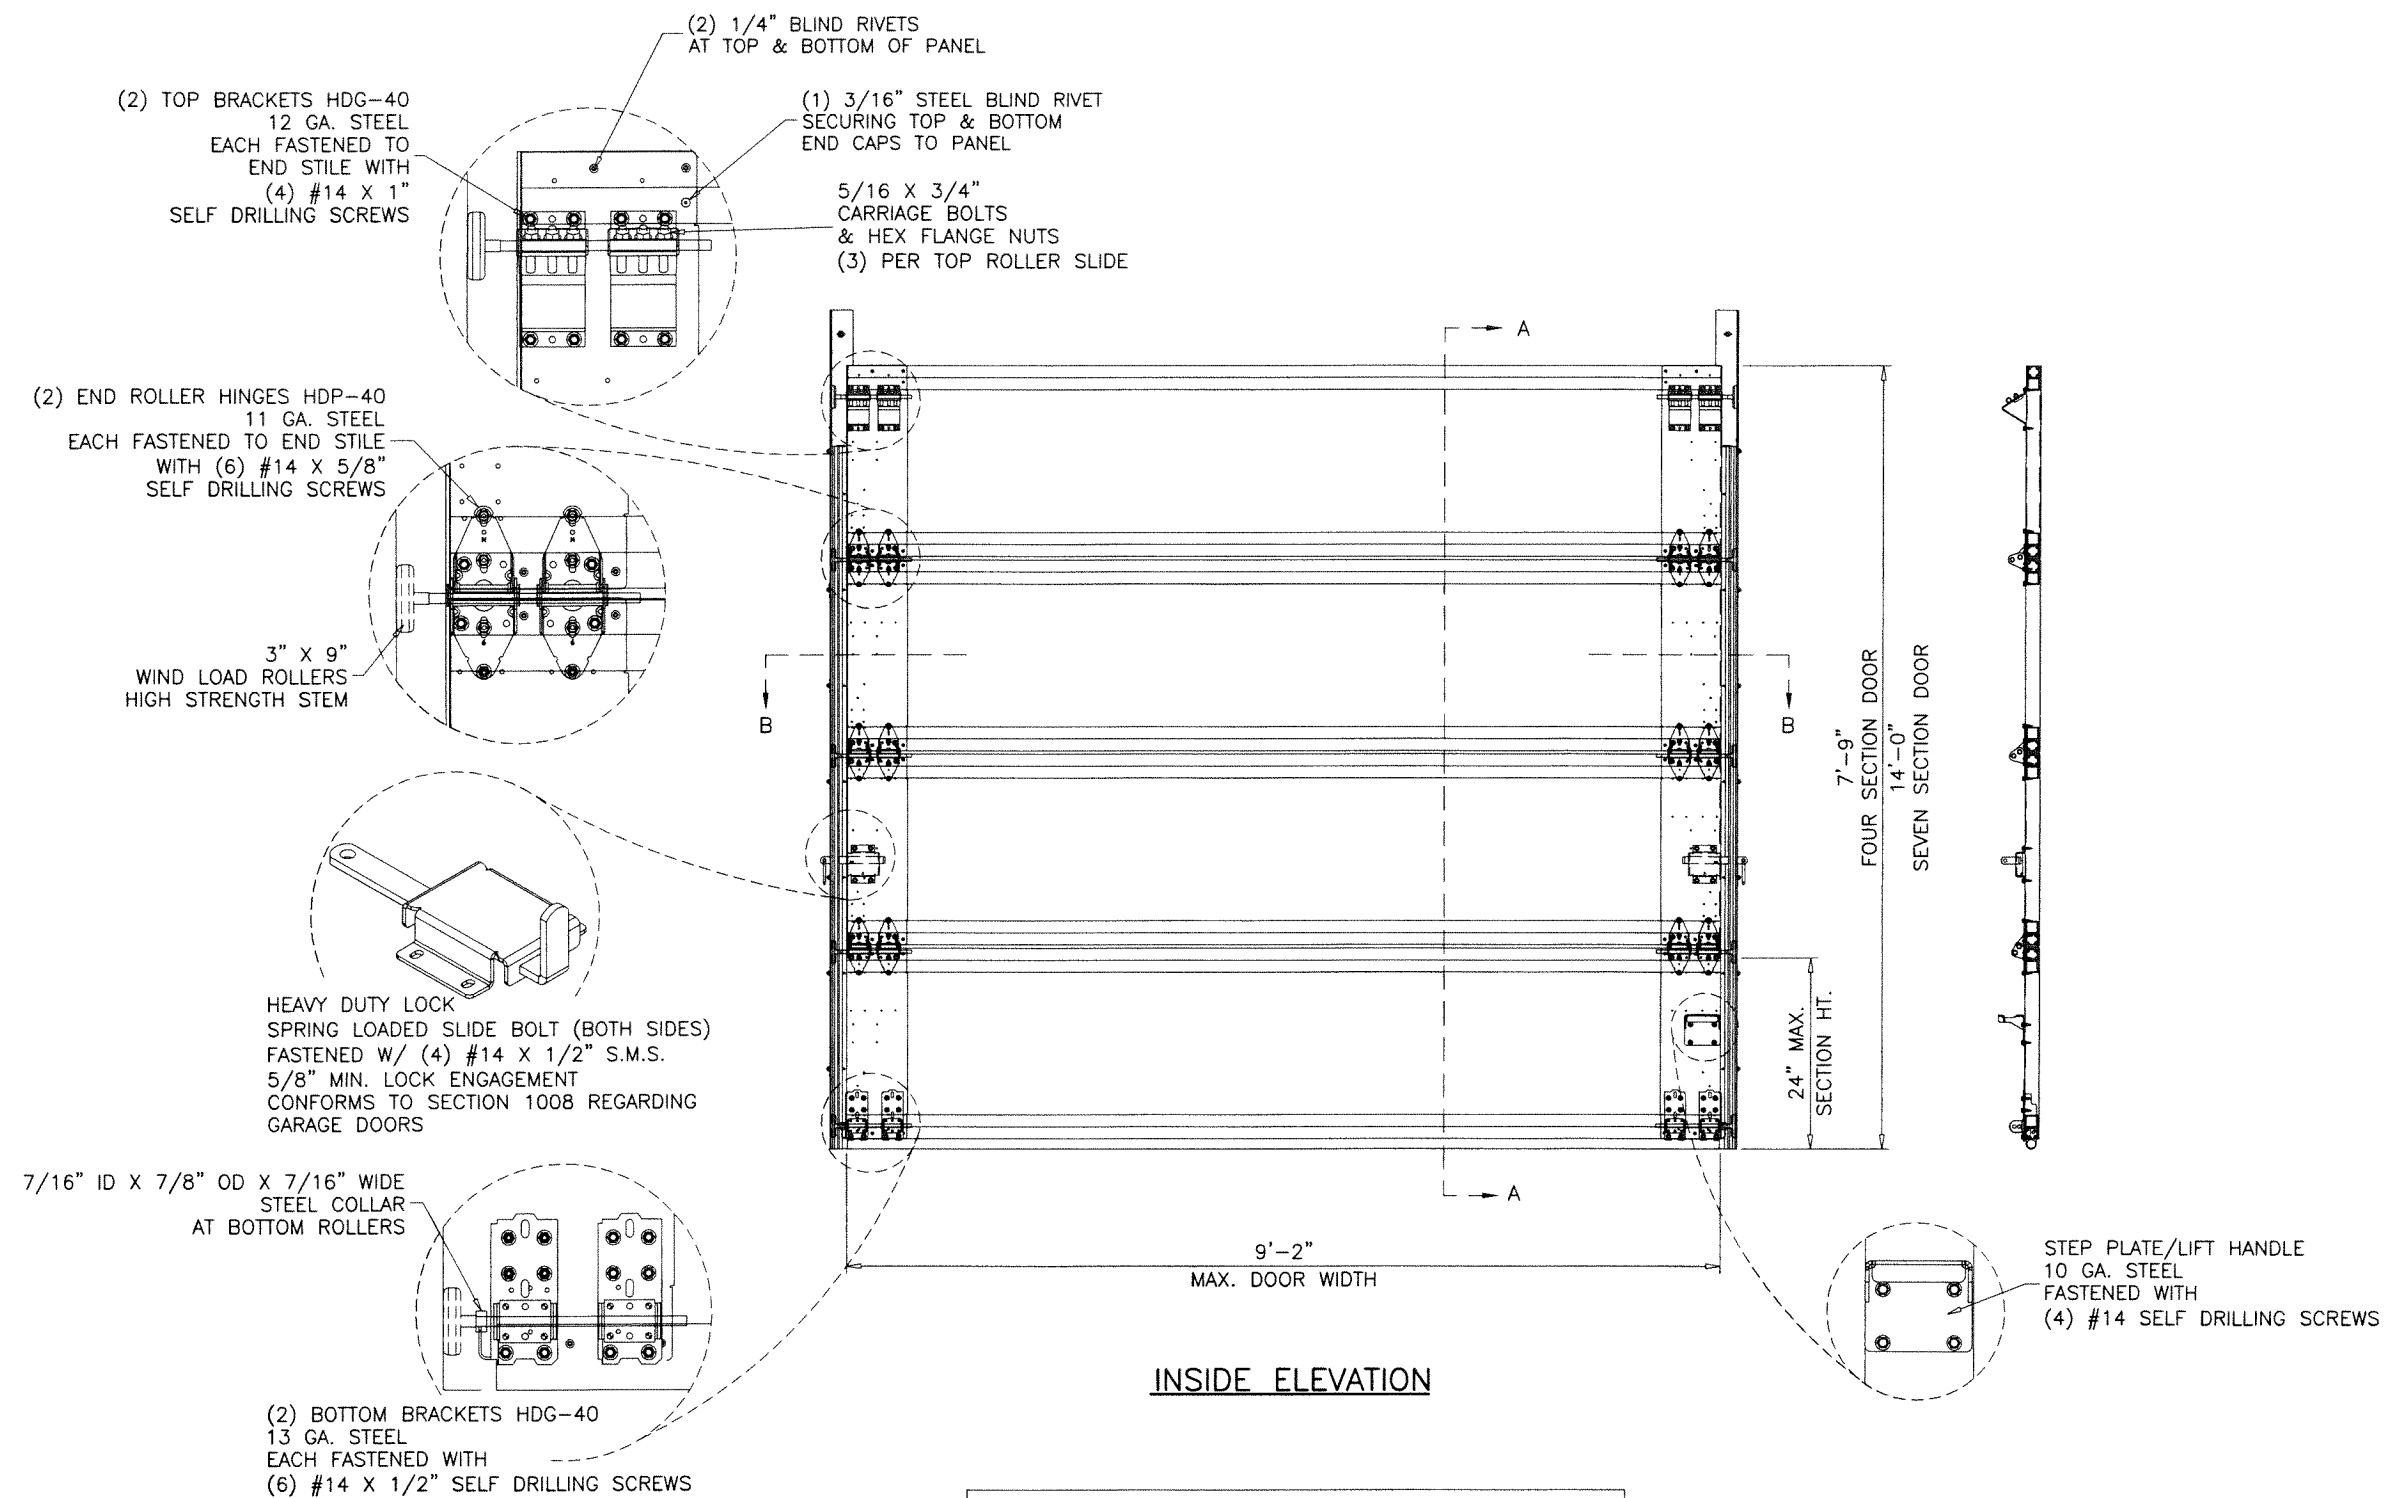 (2) 1/4" BLIND RIVETS
AT TOP & BOTTOM OF PANEL
(2) TOP BRACKETS HDG-40
12 GA. STEEL
EACH FASTENED TO
END STILE WITH
(4) #14 X 1"
SELF DRILLING SCREWS
(1) 3/16" STEEL BLIND RIVET
SECURING TOP & BOTTOM
END CAPS TO PANEL
5/16 X 3/4"
CARRIAGE BOLTS
& HEX FLANGE NUTS
(3) PER TOP ROLLER SLIDE
(2) END ROLLER HINGES HDP-40
11 GA. STEEL
EACH FASTENED TO END STILE
WITH (6) #14 X 5/8"
SELF DRILLING SCREWS
3" X 9"
WIND LOAD ROLLERS
HIGH STRENGTH STEM
A
B
B
7'-9"
FOUR SECTION DOOR
14'-0"
SEVEN SECTION DOOR
24" MAX.
SECTION HT.
HEAVY DUTY LOCK
SPRING LOADED SLIDE BOLT (BOTH SIDES)
FASTENED W/ (4) #14 X 1/2" S.M.S.
5/8" MIN. LOCK ENGAGEMENT
CONFORMS TO SECTION 1008 REGARDING
GARAGE DOORS
7/16" ID X 7/8" OD X 7/16" WIDE
STEEL COLLAR
AT BOTTOM ROLLERS
A
9'-2"
MAX. DOOR WIDTH
STEP PLATE/LIFT HANDLE
10 GA. STEEL
FASTENED WITH
(4) #14 SELF DRILLING SCREWS
INSIDE ELEVATION
(2) BOTTOM BRACKETS HDG-40
13 GA. STEEL
EACH FASTENED WITH
(6) #14 X 1/2" SELF DRILLING SCREWS